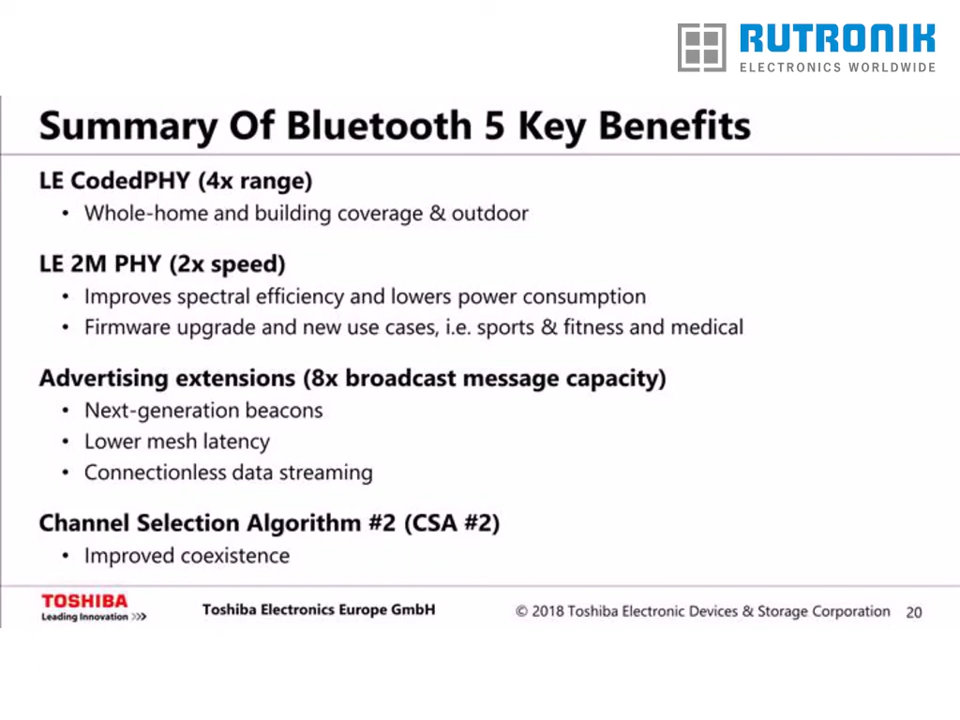 RUTRONIK
ELECTRONICS WORLDWIDE
Summary Of Bluetooth 5 Key Benefits
LE CodedPHY (4x range)
• Whole-home and building coverage & outdoor
LE 2M PHY (2x speed)
• Improves spectral efficiency and lowers power consumption
• Firmware upgrade and new use cases, i.e. sports & fitness and medical
Advertising extensions (8x broadcast message capacity)
• Next-generation beacons
• Lower mesh latency
• Connectionless data streaming
Channel Selection Algorithm #2 (CSA #2)
• Improved coexistence
TOSHIBA
Leading Innovation >>>
Toshiba Electronics Europe GmbH
© 2018 Toshiba Electronic Devices & Storage Corporation 20